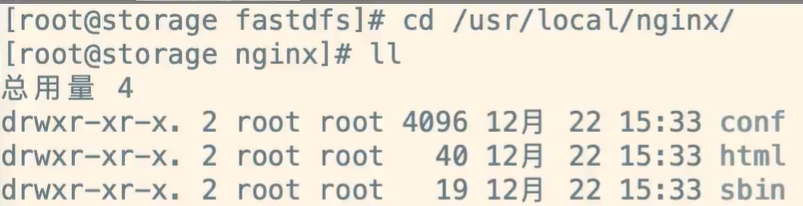 [root@storage fastdfs]# cd /usr/local/nginx/
[root@storage nginx]# ll
总用量 4
drwxr-xr-x. 2 root root 4096 12月 22 15:33 conf
drwxr-xr-x. 2 root root   40 12月 22 15:33 html
drwxr-xr-x. 2 root root   19 12月 22 15:33 sbin